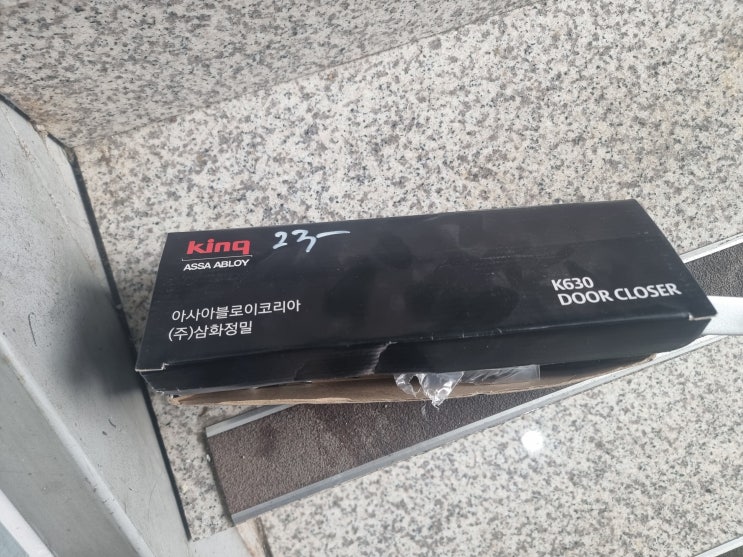 King 23-
ASSA ABLOY
아사아블로이코리아
(주)삼화정밀
K630
DOOR CLOSER